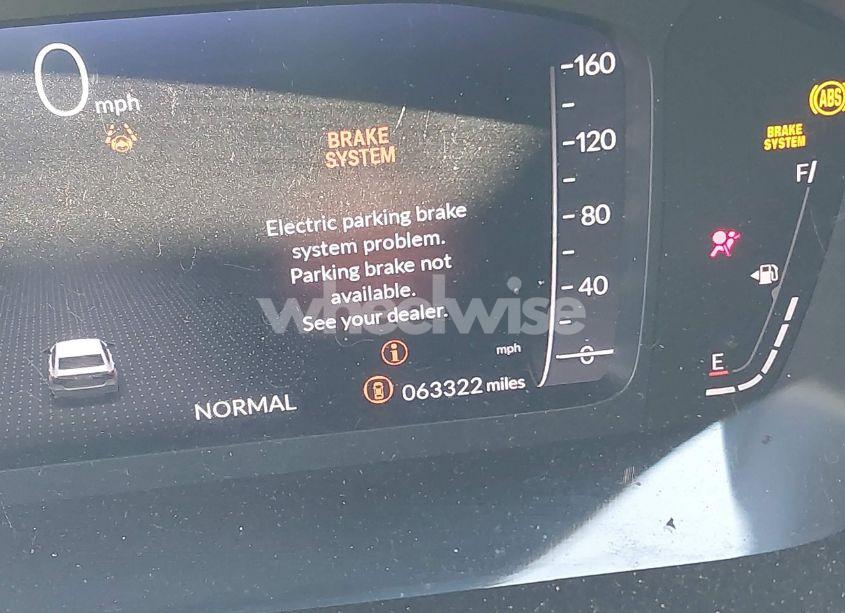 0 mph
160
BRAKE
SYSTEM
120
ABS
BRAKE
SYSTEM
F
Electric parking brake
system problem.
Parking brake not
available.
See your dealer.
80
40
wheelwise
i
mph
0
E
NORMAL
063322 miles